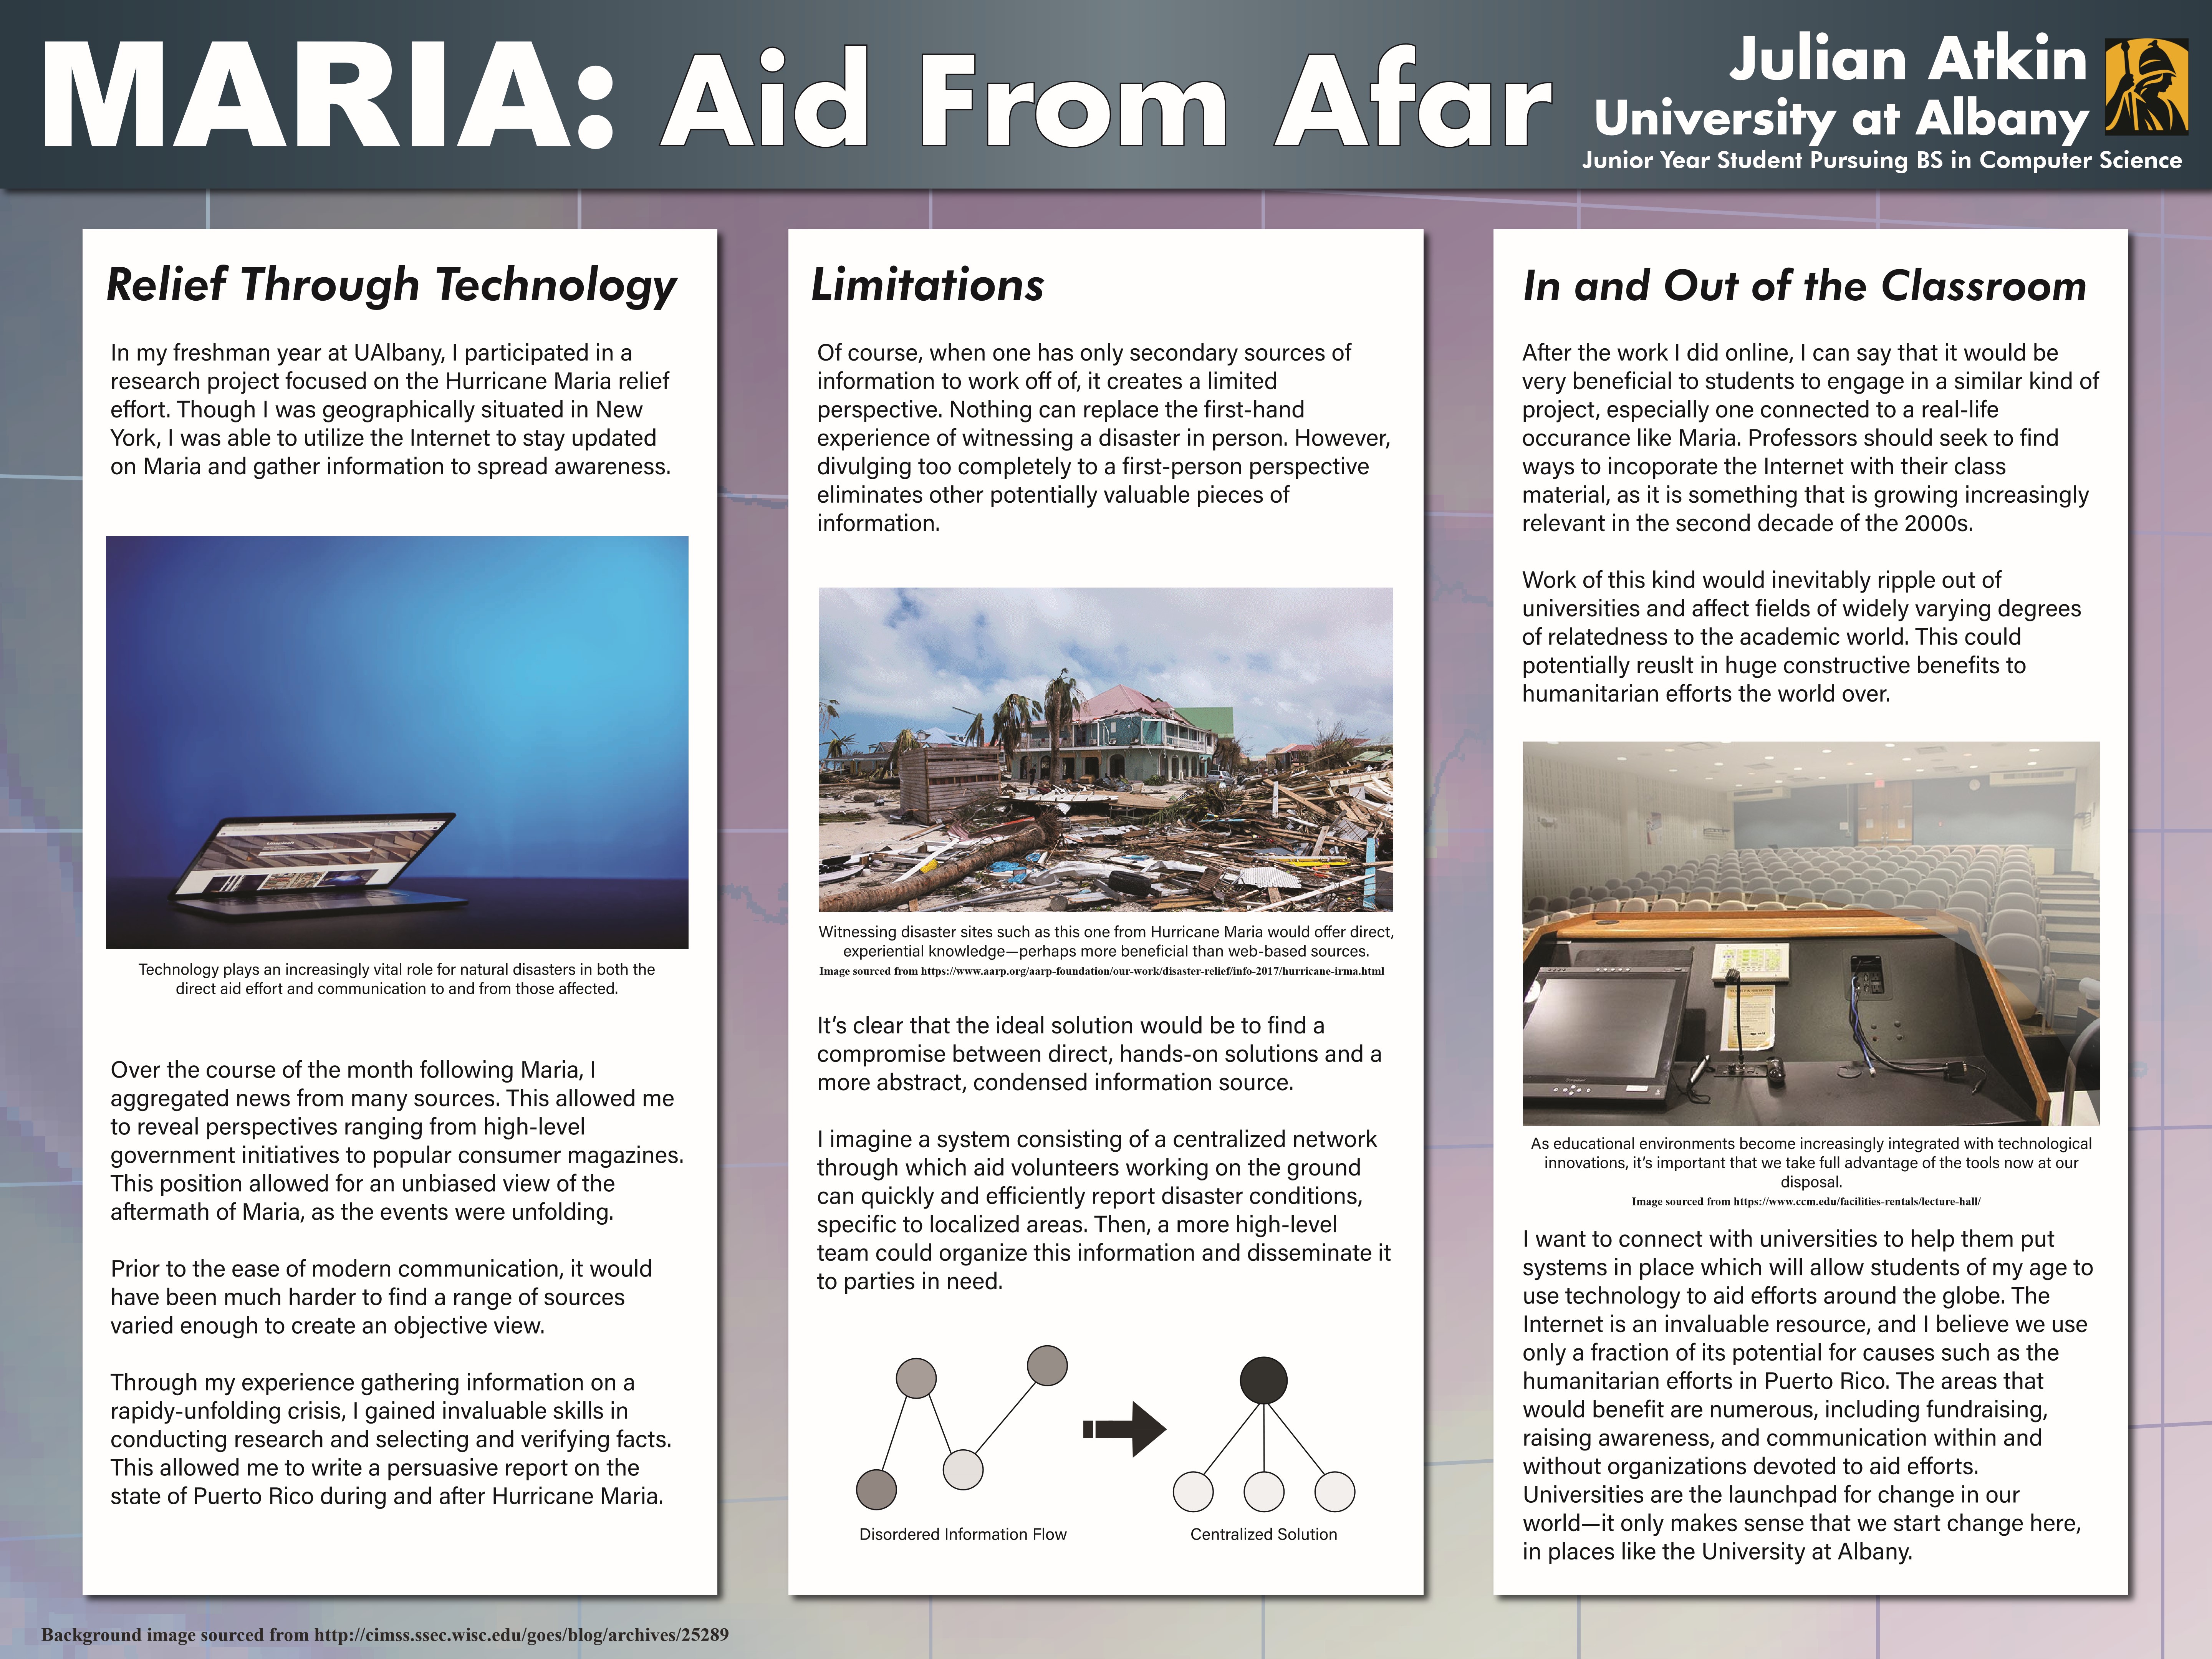 MARIA: Aid From Afar
Julian Atkin
University at Albany
Junior Year Student Pursuing BS in Computer Science
Relief Through Technology
In my freshman year at UAlbany, I participated in a
research project focused on the Hurricane Maria relief
effort. Though I was geographically situated in New
York, I was able to utilize the Internet to stay updated
on Maria and gather information to spread awareness.
Technology plays an increasingly vital role for natural disasters in both the
direct aid effort and communication to and from those affected.
Over the course of the month following Maria, I
aggregated news from many sources. This allowed me
to reveal perspectives ranging from high-level
government initiatives to popular consumer magazines.
This position allowed for an unbiased view of the
aftermath of Maria, as the events were unfolding.
Prior to the ease of modern communication, it would
have been much harder to find a range of sources
varied enough to create an objective view.
Through my experience gathering information on a
rapidy-unfolding crisis, I gained invaluable skills in
conducting research and selecting and verifying facts.
This allowed me to write a persuasive report on the
state of Puerto Rico during and after Hurricane Maria.
Limitations
Of course, when one has only secondary sources of
information to work off of, it creates a limited
perspective. Nothing can replace the first-hand
experience of witnessing a disaster in person. However,
divulging too completely to a first-person perspective
eliminates other potentially valuable pieces of
information.
Witnessing disaster sites such as this one from Hurricane Maria would offer direct,
experiential knowledge—perhaps more beneficial than web-based sources.
Image sourced from https://www.aarp.org/aarp-foundation/our-work/disaster-relief/info-2017/hurricane-irma.html
It's clear that the ideal solution would be to find a
compromise between direct, hands-on solutions and a
more abstract, condensed information source.
I imagine a system consisting of a centralized network
through which aid volunteers working on the ground
can quickly and efficiently report disaster conditions,
specific to localized areas. Then, a more high-level
team could organize this information and disseminate it
to parties in need.
Disordered Information Flow
Centralized Solution
In and Out of the Classroom
After the work I did online, I can say that it would be
very beneficial to students to engage in a similar kind of
project, especially one connected to a real-life
occurance like Maria. Professors should seek to find
ways to incoporate the Internet with their class
material, as it is something that is growing increasingly
relevant in the second decade of the 2000s.
Work of this kind would inevitably ripple out of
universities and affect fields of widely varying degrees
of relatedness to the academic world. This could
potentially reuslt in huge constructive benefits to
humanitarian efforts the world over.
As educational environments become increasingly integrated with technological
innovations, it's important that we take full advantage of the tools now at our
disposal.
Image sourced from https://www.ccm.edu/facilities-rentals/lecture-hall/
I want to connect with universities to help them put
systems in place which will allow students of my age to
use technology to aid efforts around the globe. The
Internet is an invaluable resource, and I believe we use
only a fraction of its potential for causes such as the
humanitarian efforts in Puerto Rico. The areas that
would benefit are numerous, including fundraising,
raising awareness, and communication within and
without organizations devoted to aid efforts.
Universities are the launchpad for change in our
world—it only makes sense that we start change here,
in places like the University at Albany.
Background image sourced from http://cimss.ssec.wisc.edu/goes/blog/archives/25289